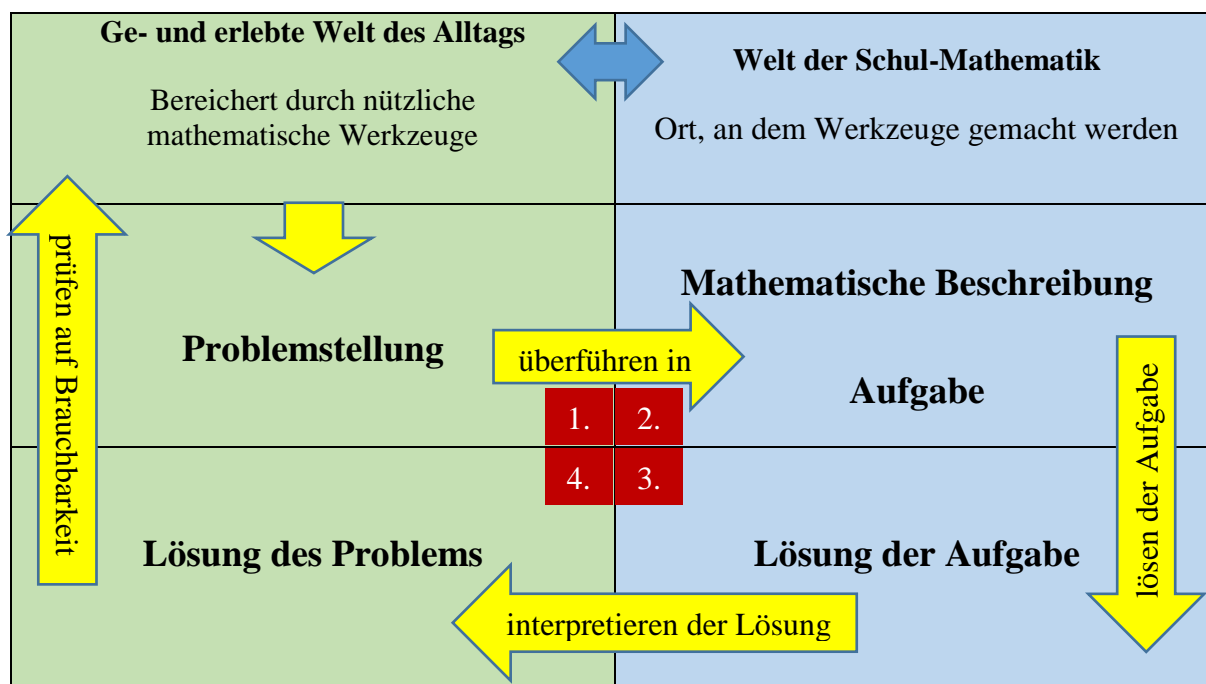 Ge- und erlebte Welt des Alltags
Bereichert durch nützliche
mathematische Werkzeuge
Welt der Schul-Mathematik
Ort, an dem Werkzeuge gemacht werden
prüfen auf Brauchbarkeit
Problemstellung
überführen in
Mathematische Beschreibung
Aufgabe
lösen der Aufgabe
1.
2.
4.
3.
Lösung des Problems
Lösung der Aufgabe
interpretieren der Lösung